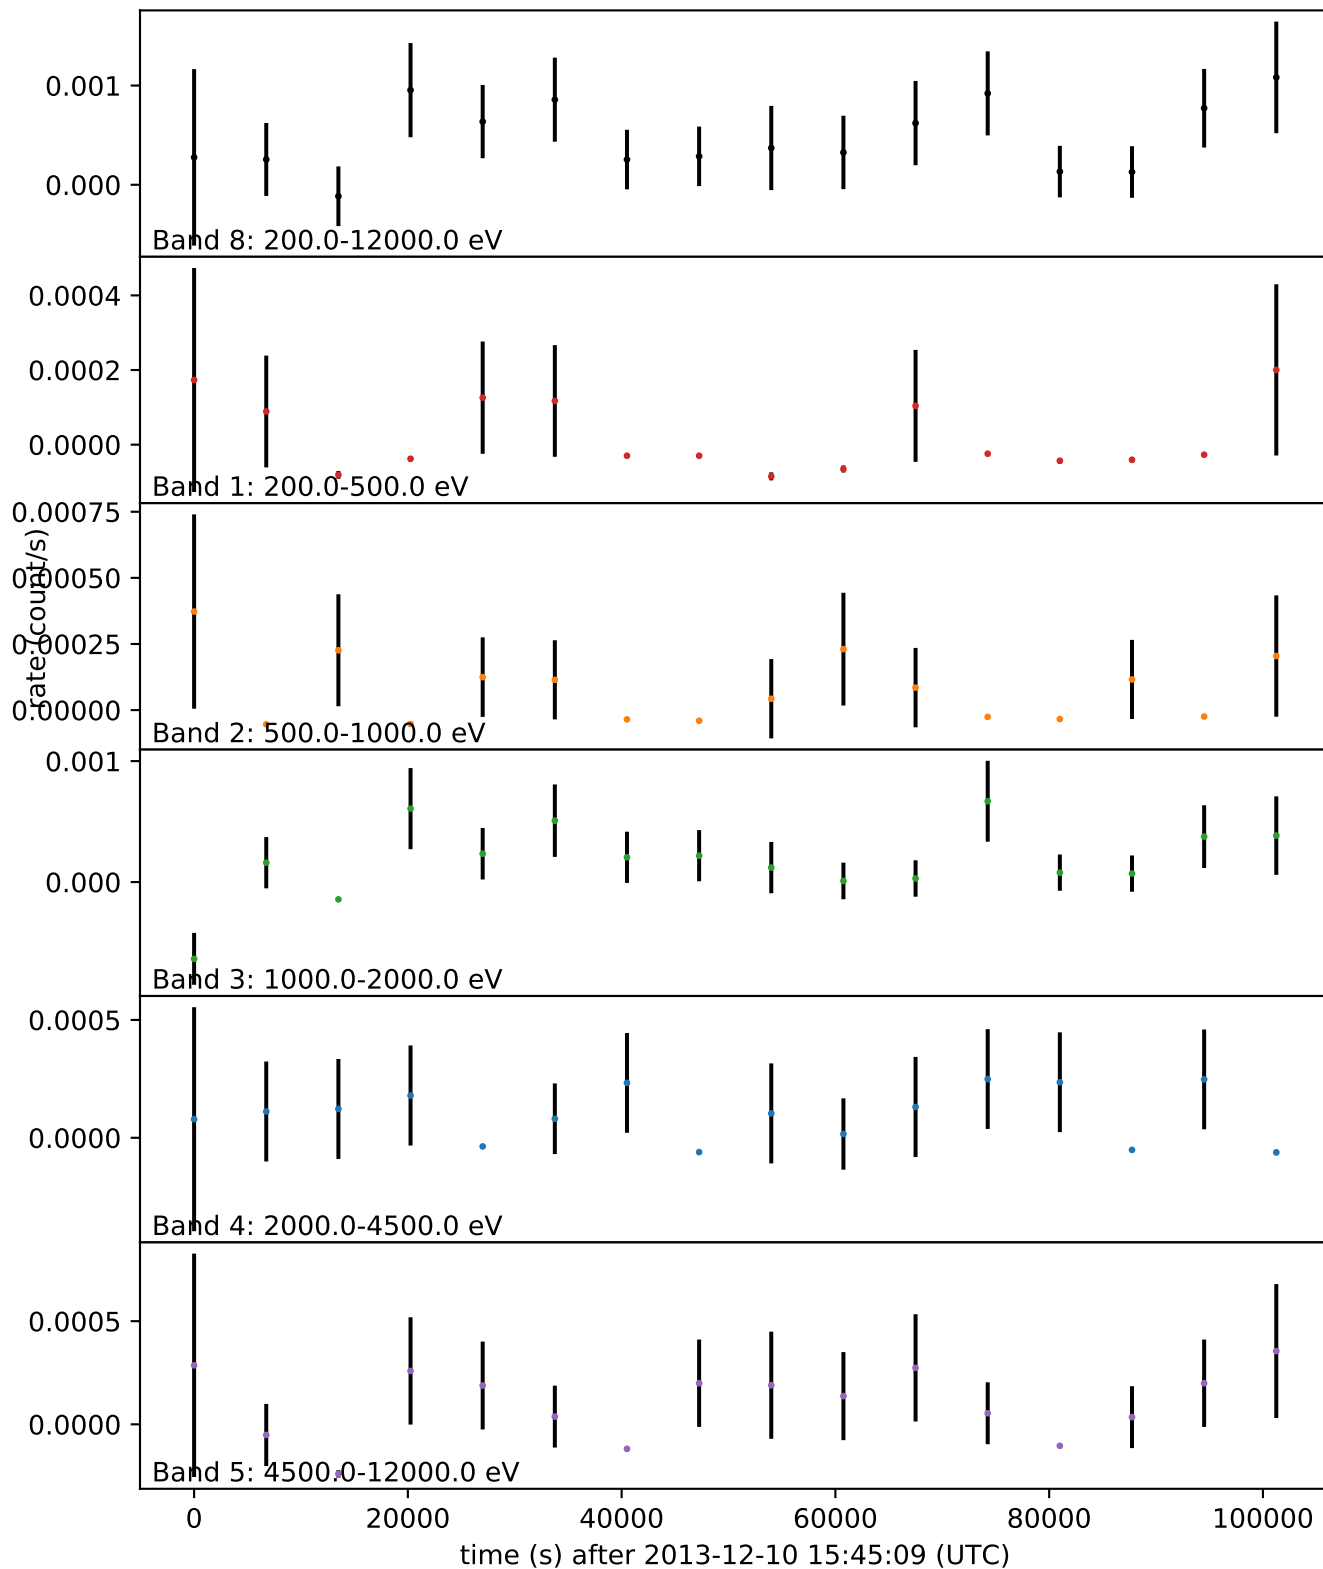 0.001
0.000
Band 8: 200.0-12000.0 eV
0.0004
0.0002
0.0000
Band 1: 200.0-500.0 eV
rate (count/s)
0.00075
0.00050
0.00025
0.00000
Band 2: 500.0-1000.0 eV
0.001
0.000
Band 3: 1000.0-2000.0 eV
0.0005
0.0000
Band 4: 2000.0-4500.0 eV
0.0005
0.0000
Band 5: 4500.0-12000.0 eV
0 20000 40000 60000 80000 100000
time (s) after 2013-12-10 15:45:09 (UTC)